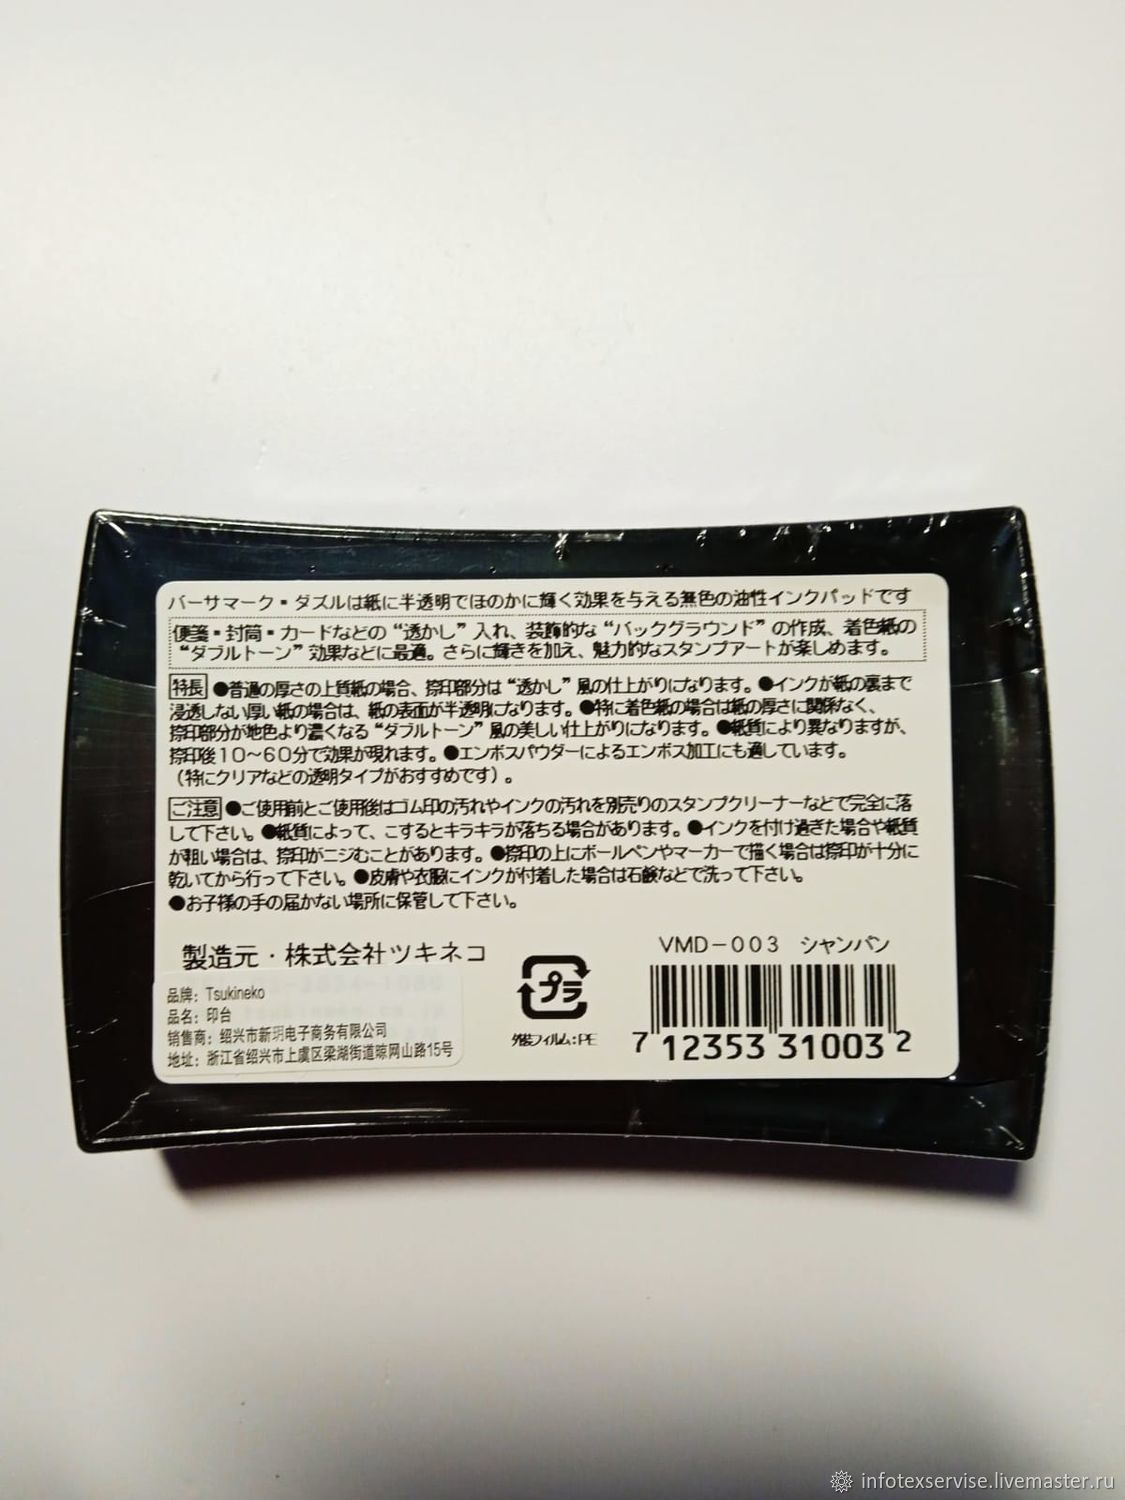 バーサマーク・ダズルは紙に半透明でほのかに輝く効果を与える無色の油性インクパッドです
便箋・封筒・カードなどの“透かし”入れ、装飾的な“バックグラウンド”の作成、着色紙の
“ダブルトーン”効果などに最適。さらに輝きを加え、魅力的なスタンプアートが楽しめます。
特長 ●普通の厚さの上質紙の場合、捺印部分は“透かし”風の仕上がりになります。●インクが紙の裏まで
浸透しない厚い紙の場合は、紙の表面が半透明になります。●特に着色紙の場合は紙の厚さに関係なく、
捺印部分が地色より濃くなる“ダブルトーン”風の美しい仕上がりになります。●紙質により異なりますが、
捺印後10～60分で効果が現れます。●エンボスパウダーによるエンボス加工にも適しています。
（特にクリアなどの透明タイプがおすすめです）。
ご注意 ●ご使用前とご使用後はゴム印の汚れやインクの汚れを別売りのスタンプクリーナーなどで完全に落
して下さい。●紙質によって、こするとキラキラが落ちる場合があります。●インクを付け過ぎた場合や紙質
が粗い場合は、捺印がニジむことがあります。●捺印の上にボールペンやマーカーで描く場合は捺印が十分に
乾いてから行って下さい。●皮膚や衣服にインクが付着した場合は石鹸などで洗って下さい。
●お子様の手の届かない場所に保管して下さい。
製造元・株式会社ツキネコ
品牌：Tsukineko
品名：印台
销售商：绍兴市新玥电子商务有限公司
地址：浙江省绍兴市上虞区梁湖街道晾网山路15号
プラ
外装フィルム:PE
VMD-003 シャンパン
7 12353 31003 2
infotexservise.livemaster.ru